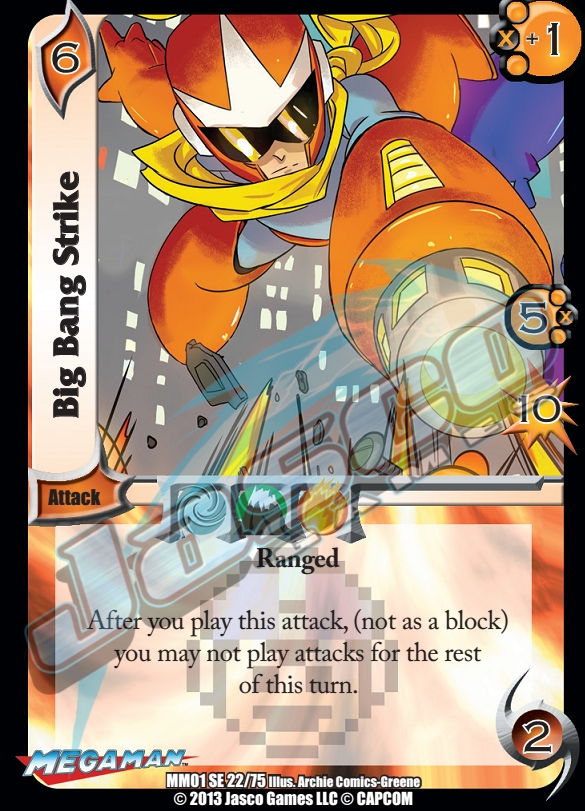 6
+1
Big Bang Strike
5
10
Attack
Ranged
After you play this attack, (not as a block)
you may not play attacks for the rest
of this turn.
2
MEGAMAN™
MM01 SE 22/75 Illus. Archie Comics-Greene
© 2013 Jasco Games LLC © CAPCOM